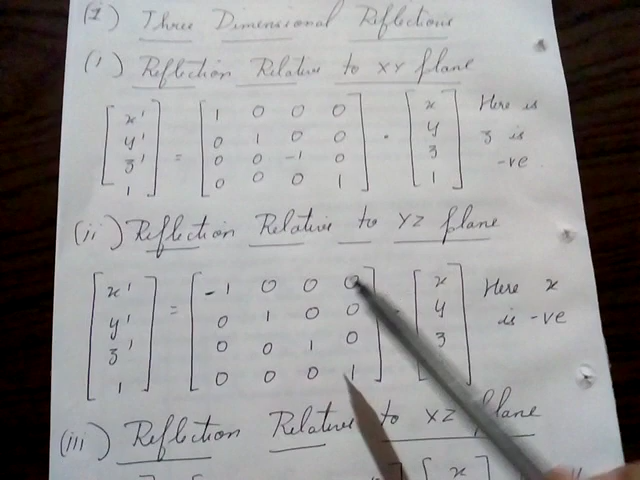 (2) Three Dimensional Reflections
(i) Reflection Relative to XY plane
[x' y' z' 1] = [1 0 0 0 0 1 0 0 0 0 -1 0 0 0 0 1] . [x y z 1] Here is z is -ve
(ii) Reflection Relative to YZ plane
[x' y' z' 1] = [-1 0 0 0 0 1 0 0 0 0 1 0 0 0 0 1] . [x y z] Here x is -ve
(iii) Reflection Relative to XZ plane
[x]